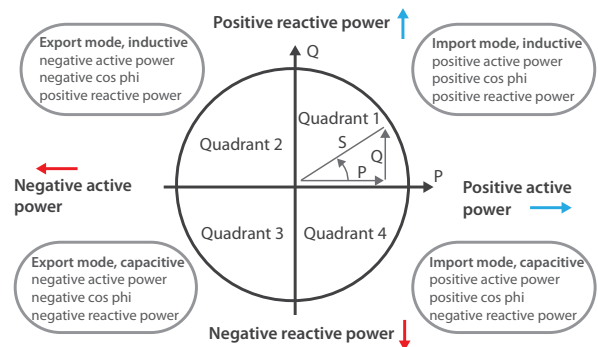 Positive reactive power
Q
Export mode, inductive
negative active power
negative cos phi
positive reactive power
Import mode, inductive
positive active power
positive cos phi
positive reactive power
Quadrant 1
Quadrant 2
S
Q
P
P
Negative active
power
Positive active
power
Quadrant 3
Quadrant 4
Export mode, capacitive
negative active power
negative cos phi
negative reactive power
Import mode, capacitive
positive active power
positive cos phi
negative reactive power
Negative reactive power